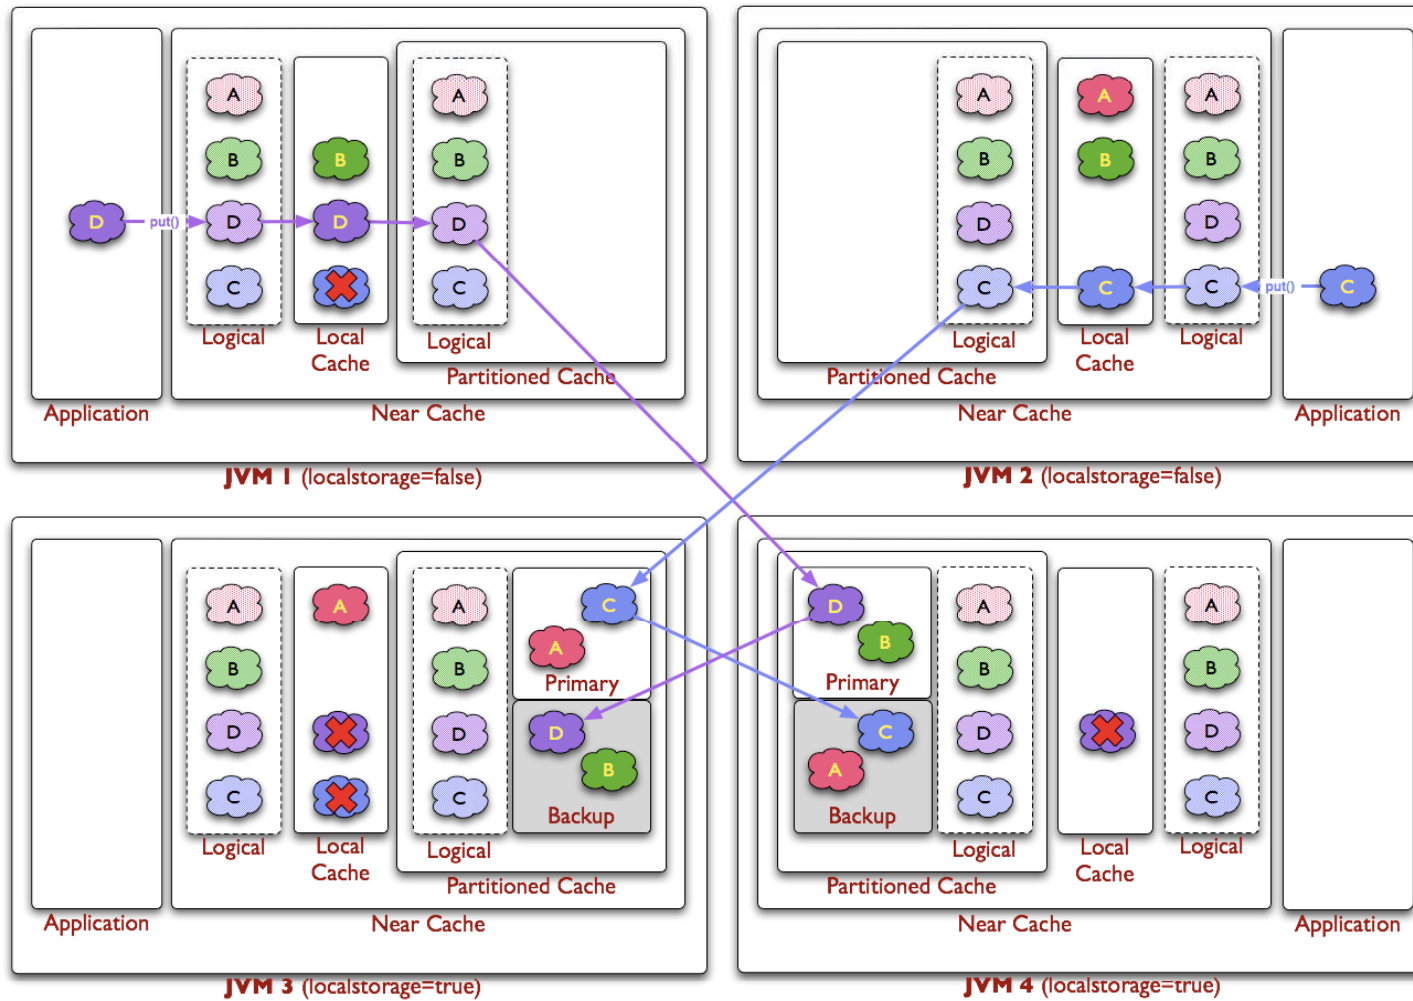 A A A A A
B B B B B B
D put() D D D D D
C C C C C put() C
Logical Local Cache Logical Logical Local Cache Logical
Partitioned Cache Partitioned Cache
Application Near Cache Near Cache Application
JVM 1 (localstorage=false) JVM 2 (localstorage=false)
A A A C D A A
A B
B B Primary Primary B B
D D D C D D
B A
C C Backup Backup C C
Logical Local Cache Logical Logical Local Cache Logical
Partitioned Cache Partitioned Cache
Application Near Cache Near Cache Application
JVM 3 (localstorage=true) JVM 4 (localstorage=true)